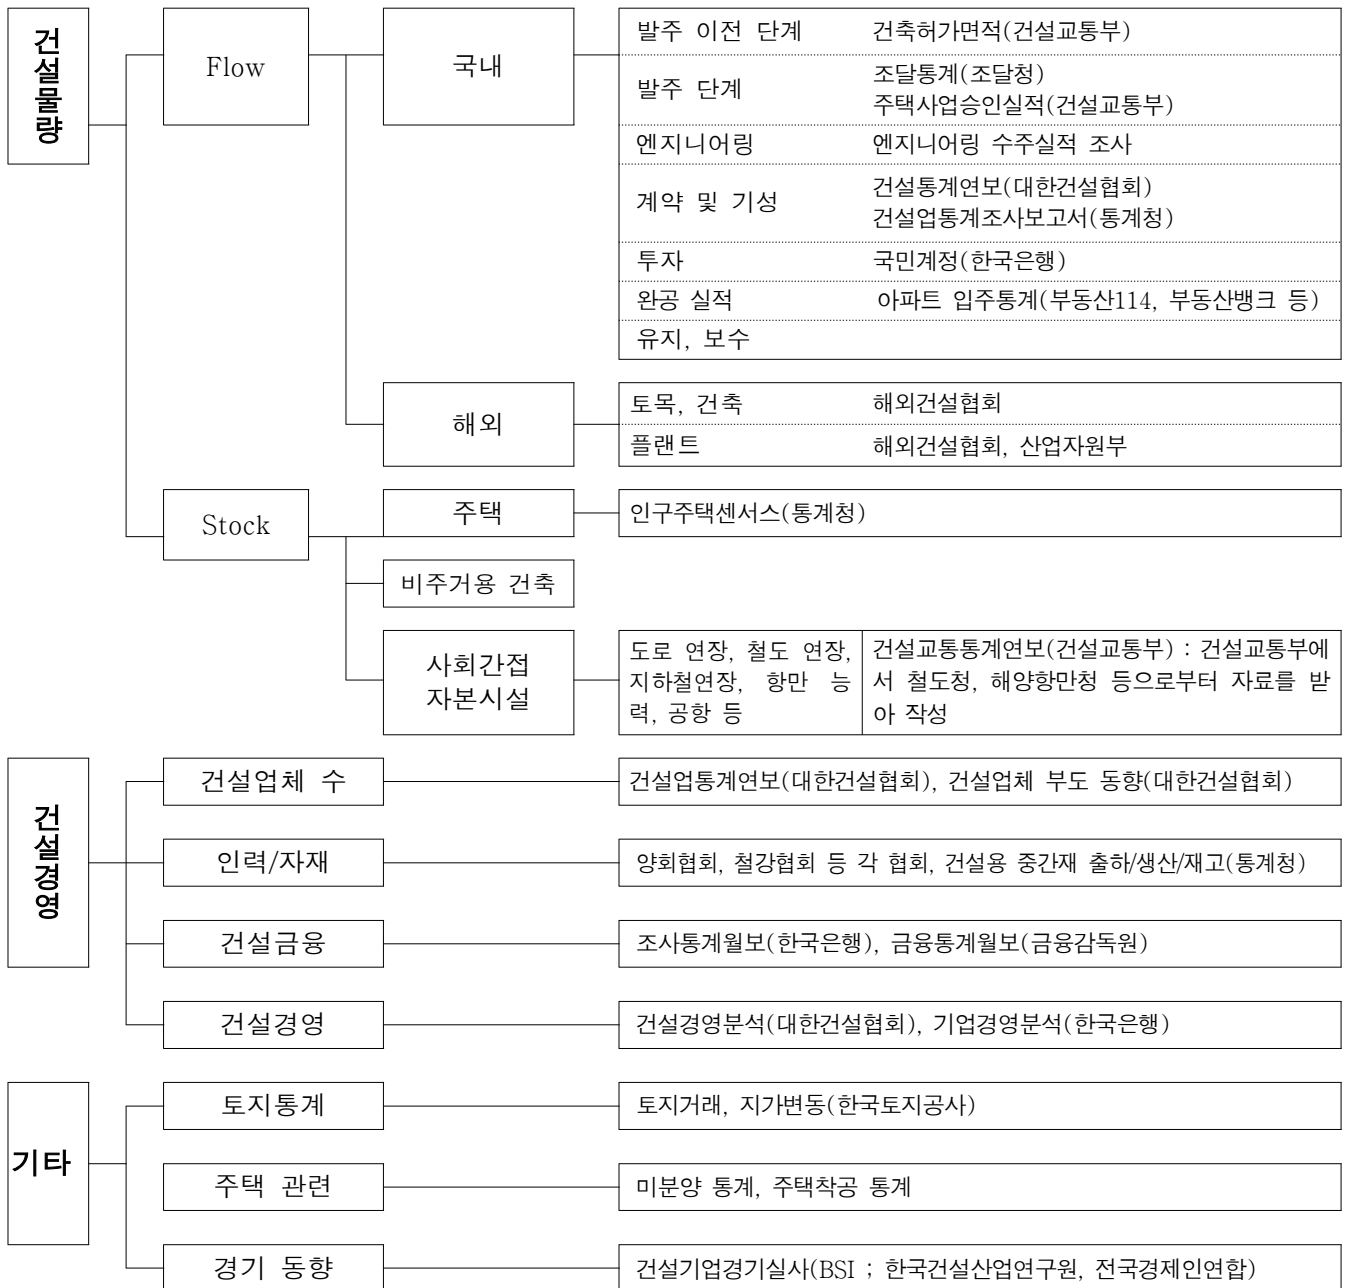 건설물량
Flow
국내
발주 이전 단계 건축허가면적(건설교통부)
발주 단계
조달통계(조달청)
주택사업승인실적(건설교통부)
엔지니어링 엔지니어링 수주실적 조사
계약 및 기성
건설통계연보(대한건설협회)
건설업통계조사보고서(통계청)
투자 국민계정(한국은행)
완공 실적 아파트 입주통계(부동산114, 부동산뱅크 등)
유지, 보수
해외
토목, 건축 해외건설협회
플랜트 해외건설협회, 산업자원부
Stock
주택
인구주택센서스(통계청)
비주거용 건축
사회간접
자본시설
도로 연장, 철도 연장,
지하철연장, 항만 능
력, 공항 등
건설교통통계연보(건설교통부) : 건설교통부에
서 철도청, 해양항만청 등으로부터 자료를 받
아 작성
건설경영
건설업체 수
건설업통계연보(대한건설협회), 건설업체 부도 동향(대한건설협회)
인력/자재
양회협회, 철강협회 등 각 협회, 건설용 중간재 출하/생산/재고(통계청)
건설금융
조사통계월보(한국은행), 금융통계월보(금융감독원)
건설경영
건설경영분석(대한건설협회), 기업경영분석(한국은행)
기타
토지통계
토지거래, 지가변동(한국토지공사)
주택 관련
미분양 통계, 주택착공 통계
경기 동향
건설기업경기실사(BSI ; 한국건설산업연구원, 전국경제인연합)